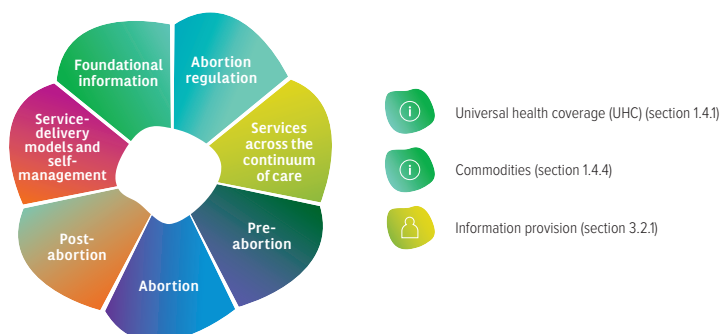 Foundational
information
Abortion
regulation
Services
across the
continuum
of care
Pre-
abortion
Abortion
Post-
abortion
Service-
delivery
models and
self-
management
Universal health coverage (UHC) (section 1.4.1)
Commodities (section 1.4.4)
Information provision (section 3.2.1)